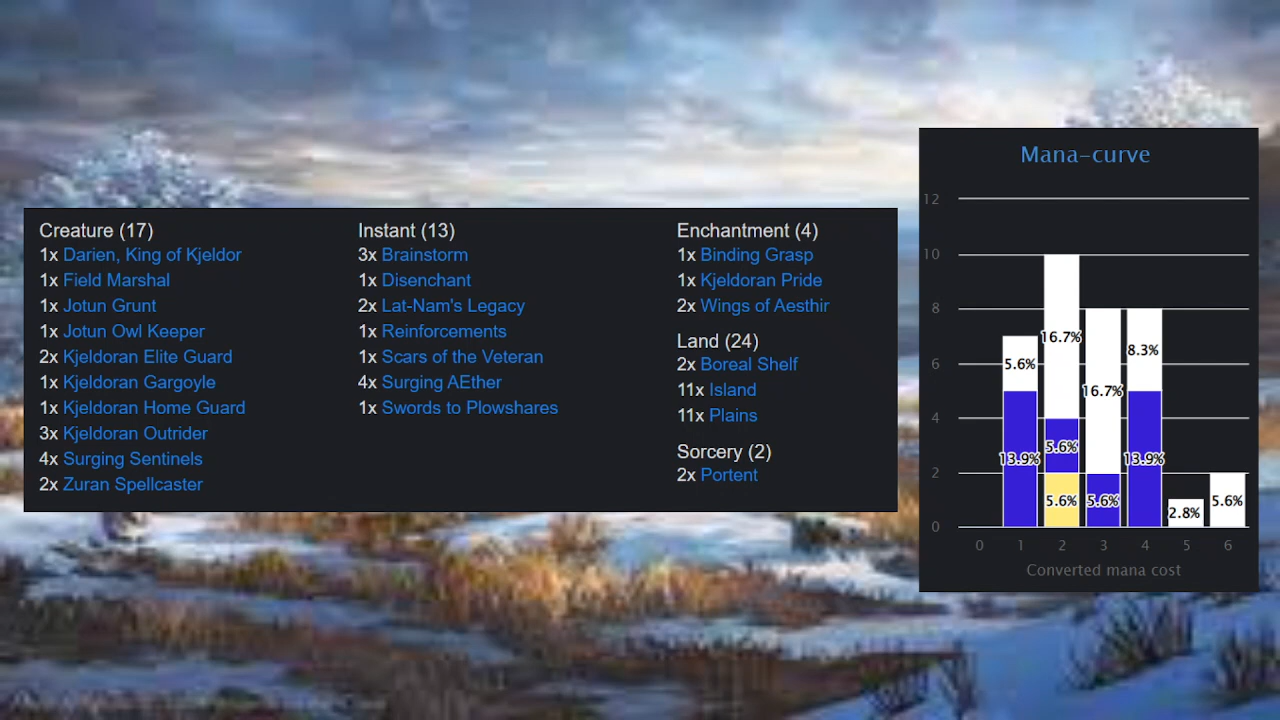 Creature (17)
1x Darien, King of Kjeldor
1x Field Marshal
1x Jotun Grunt
1x Jotun Owl Keeper
2x Kjeldoran Elite Guard
1x Kjeldoran Gargoyle
1x Kjeldoran Home Guard
3x Kjeldoran Outrider
4x Surging Sentinels
2x Zuran Spellcaster
Instant (13)
3x Brainstorm
1x Disenchant
2x Lat-Nam's Legacy
1x Reinforcements
1x Scars of the Veteran
4x Surging AEther
1x Swords to Plowshares
Enchantment (4)
1x Binding Grasp
1x Kjeldoran Pride
2x Wings of Aesthir
Land (24)
2x Boreal Shelf
11x Island
11x Plains
Sorcery (2)
2x Portent
Mana-curve
12
10
8
6
4
2
0
5.6%
13.9%
16.7%
5.6%
5.6%
16.7%
5.6%
8.3%
13.9%
2.8%
5.6%
0 1 2 3 4 5 6
Converted mana cost